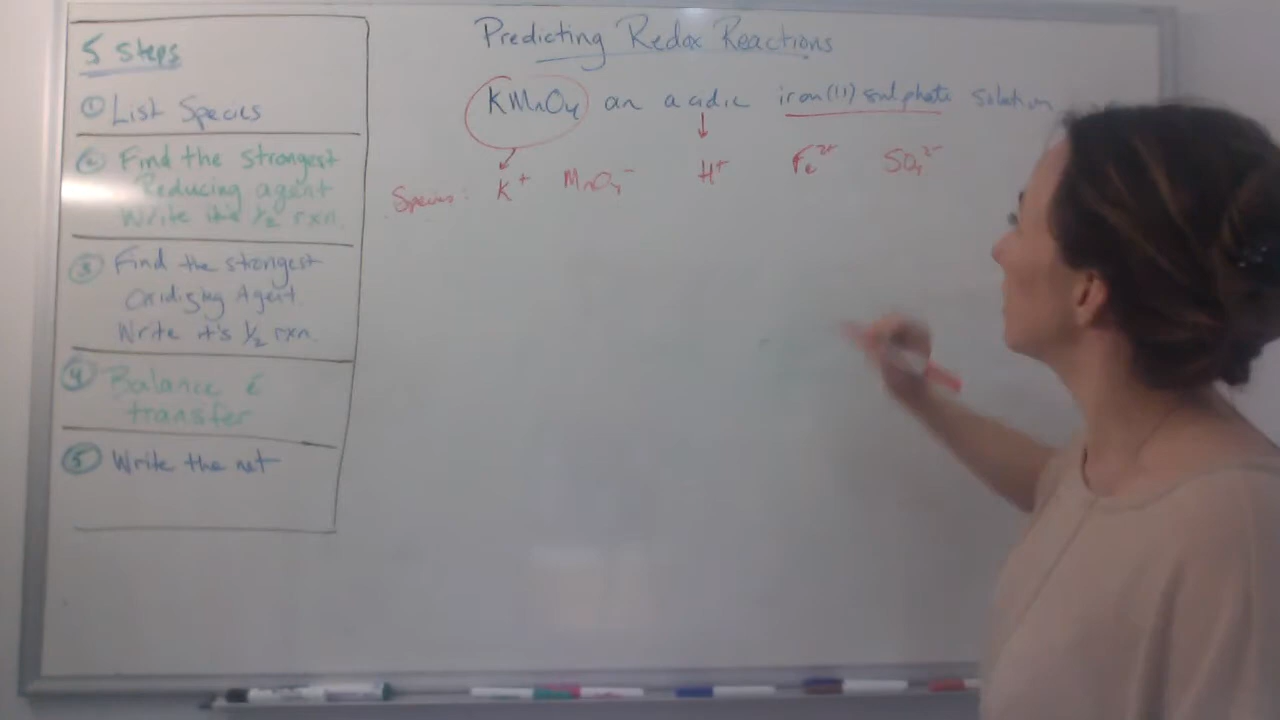 5 Steps
① List Species
② Find the strongest
Reducing agent
Write it's 1/2 rxn.
③ Find the strongest
Oxidizing Agent
Write it's 1/2 rxn.
④ Balance ē
transfer
⑤ Write the net
Predicting Redox Reactions
KMnO₄ an acidic iron(II) sulphate solution
Species: K⁺ MnO₄⁻ H⁺ Fe²⁺ SO₄²⁻